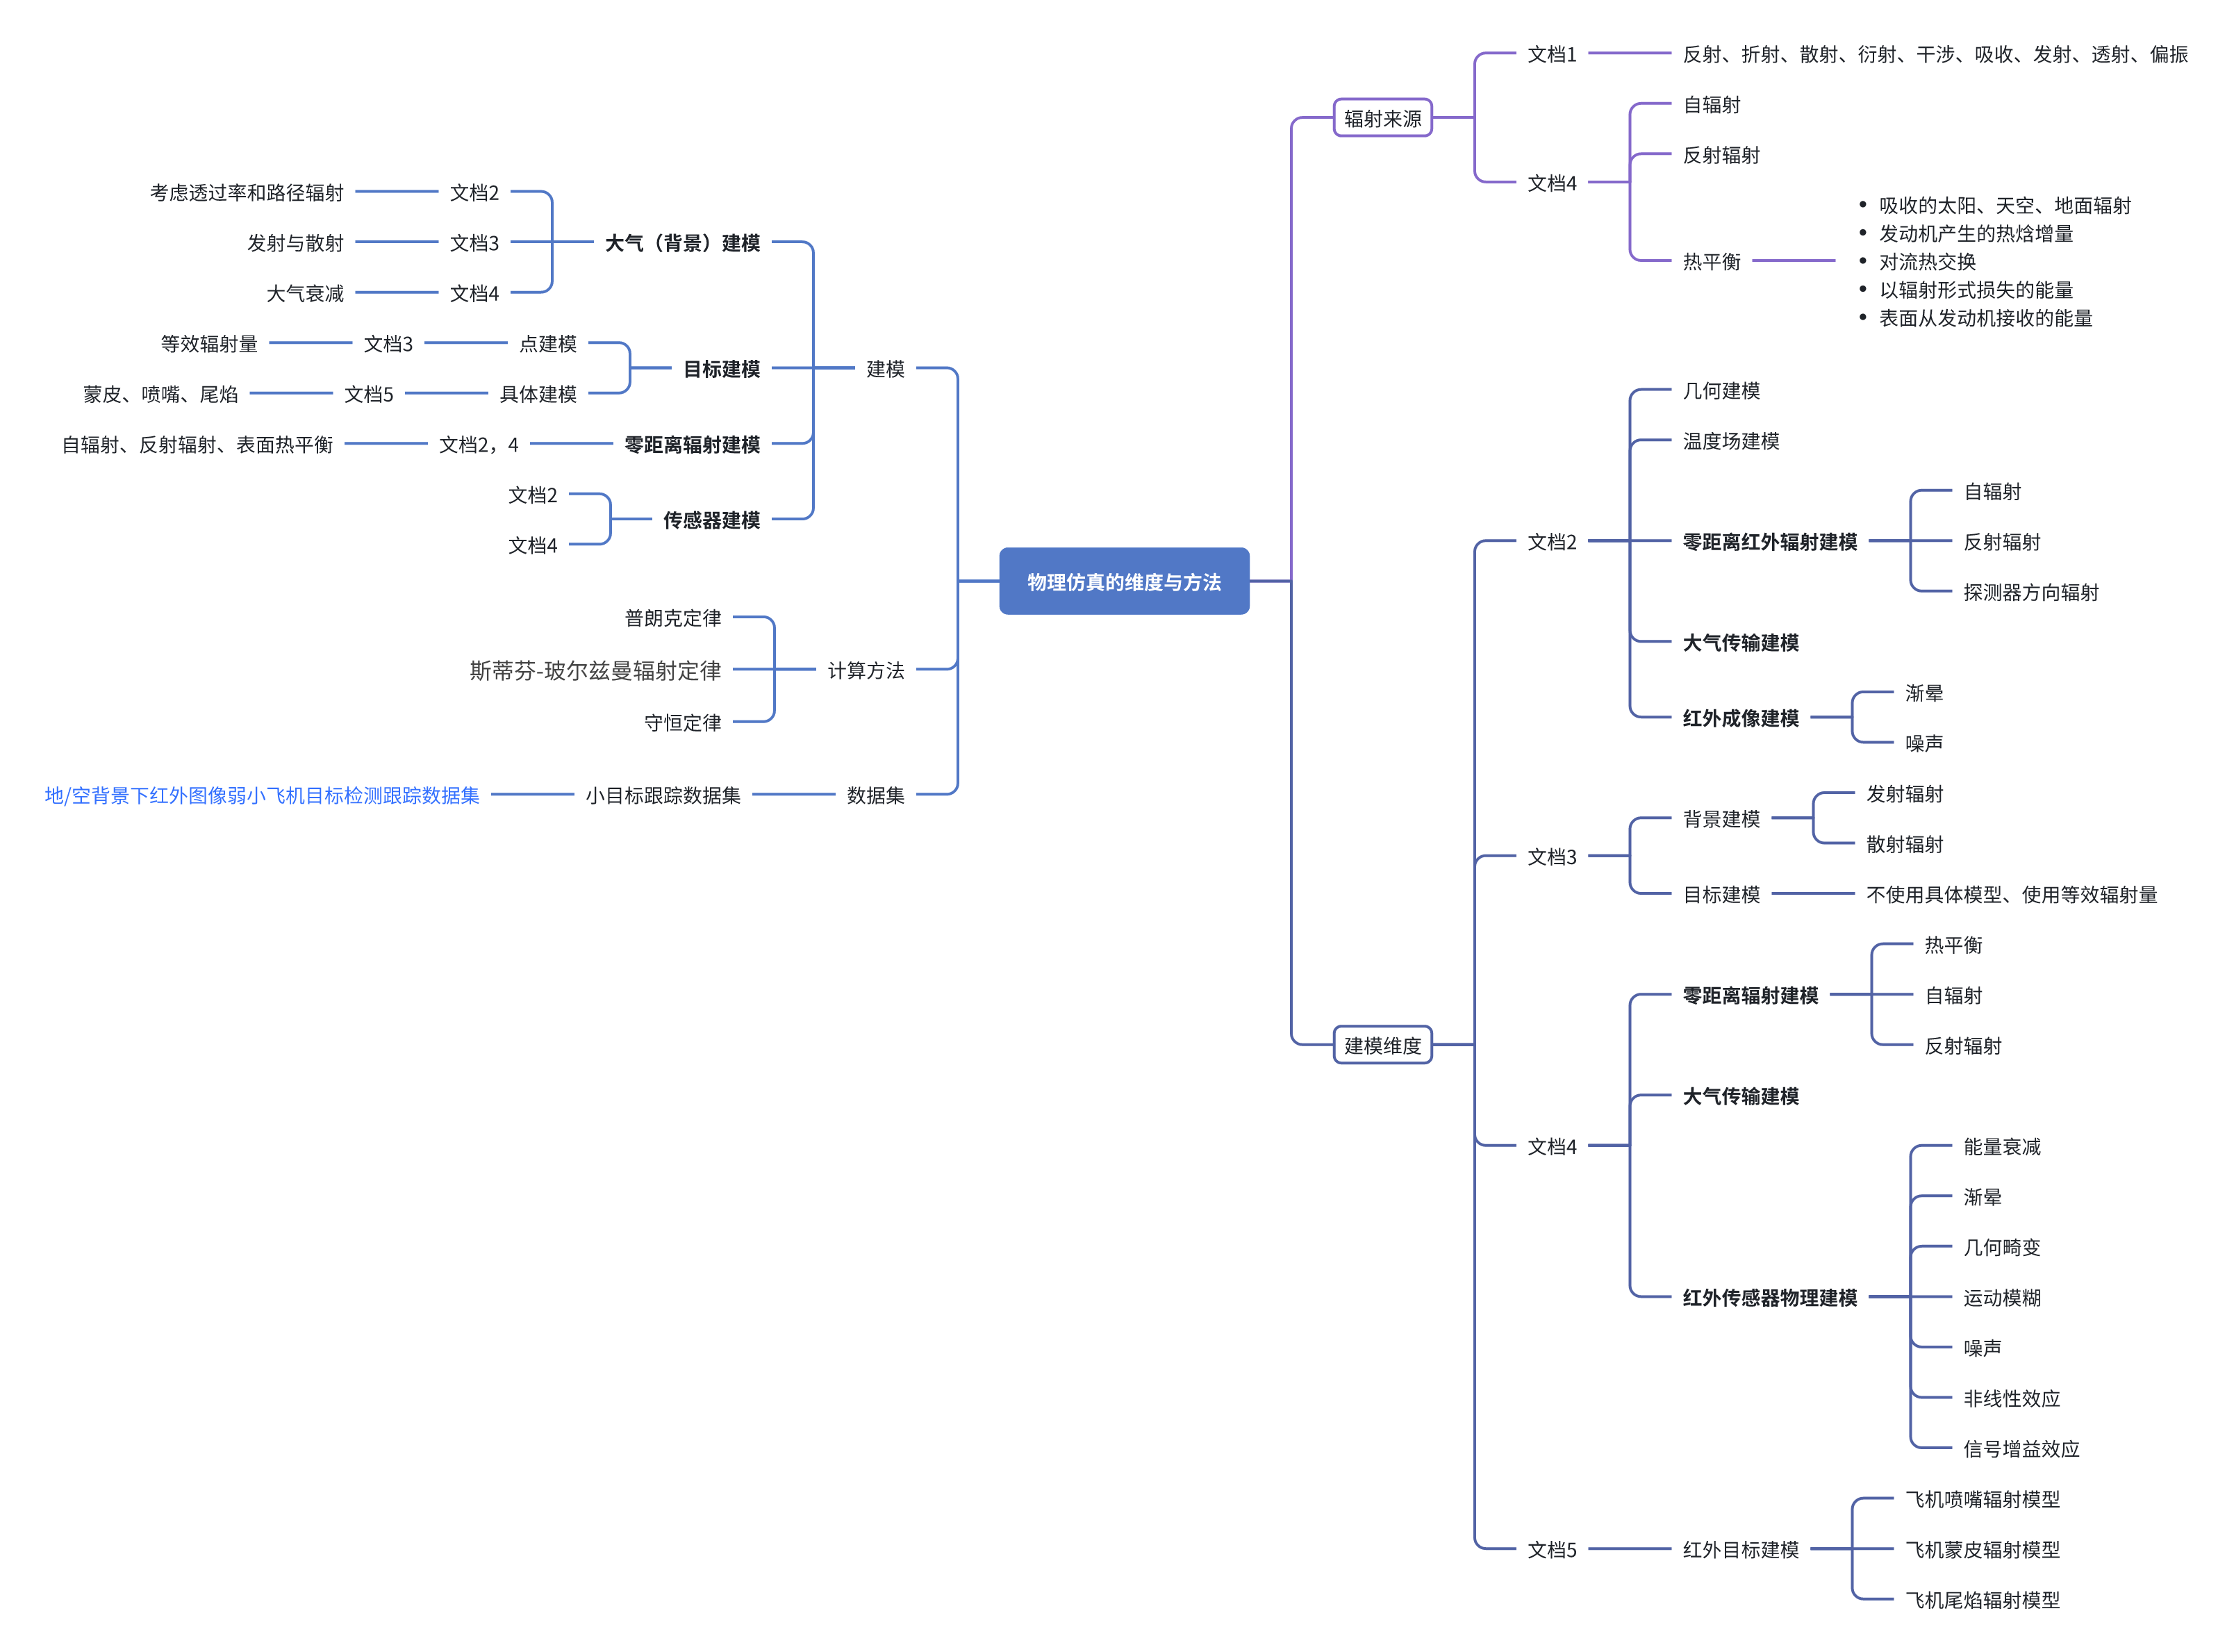 物理仿真的维度与方法
辐射来源
文档1
反射、折射、散射、衍射、干涉、吸收、发射、透射、偏振
文档4
自辐射
反射辐射
热平衡
• 吸收的太阳、天空、地面辐射
• 发动机产生的热焓增量
• 对流热交换
• 以辐射形式损失的能量
• 表面从发动机接收的能量
建模维度
文档2
几何建模
温度场建模
零距离红外辐射建模
自辐射
反射辐射
探测器方向辐射
大气传输建模
红外成像建模
渐晕
噪声
文档3
背景建模
发射辐射
散射辐射
目标建模
不使用具体模型、使用等效辐射量
文档4
零距离辐射建模
热平衡
自辐射
反射辐射
大气传输建模
红外传感器物理建模
能量衰减
渐晕
几何畸变
运动模糊
噪声
非线性效应
信号增益效应
文档5
红外目标建模
飞机喷嘴辐射模型
飞机蒙皮辐射模型
飞机尾焰辐射模型
建模
大气（背景）建模
文档2
考虑透过率和路径辐射
文档3
发射与散射
文档4
大气衰减
目标建模
点建模
文档3
等效辐射量
具体建模
文档5
蒙皮、喷嘴、尾焰
零距离辐射建模
文档2，4
自辐射、反射辐射、表面热平衡
传感器建模
文档2
文档4
计算方法
普朗克定律
斯蒂芬-玻尔兹曼辐射定律
守恒定律
数据集
小目标跟踪数据集
地/空背景下红外图像弱小飞机目标检测跟踪数据集